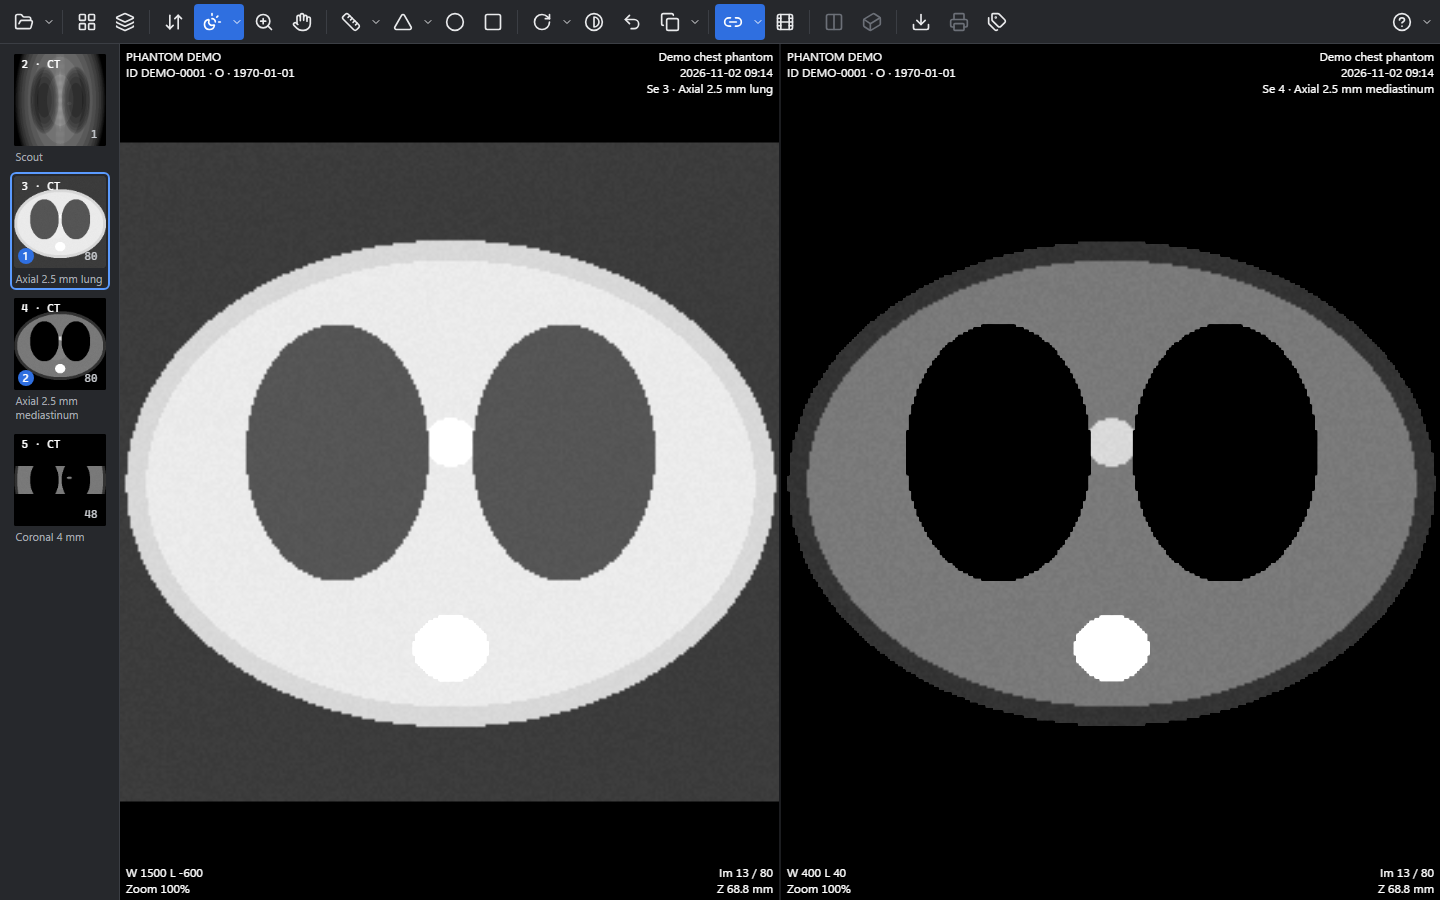 2 · CT
1
Scout
3 · CT
1
80
Axial 2.5 mm lung
4 · CT
2
80
Axial 2.5 mm
mediastinum
5 · CT
48
Coronal 4 mm
PHANTOM DEMO
ID DEMO-0001 · O · 1970-01-01
Demo chest phantom
2026-11-02 09:14
Se 3 · Axial 2.5 mm lung
W 1500 L -600
Zoom 100%
Im 13 / 80
Z 68.8 mm
PHANTOM DEMO
ID DEMO-0001 · O · 1970-01-01
Demo chest phantom
2026-11-02 09:14
Se 4 · Axial 2.5 mm mediastinum
W 400 L 40
Zoom 100%
Im 13 / 80
Z 68.8 mm